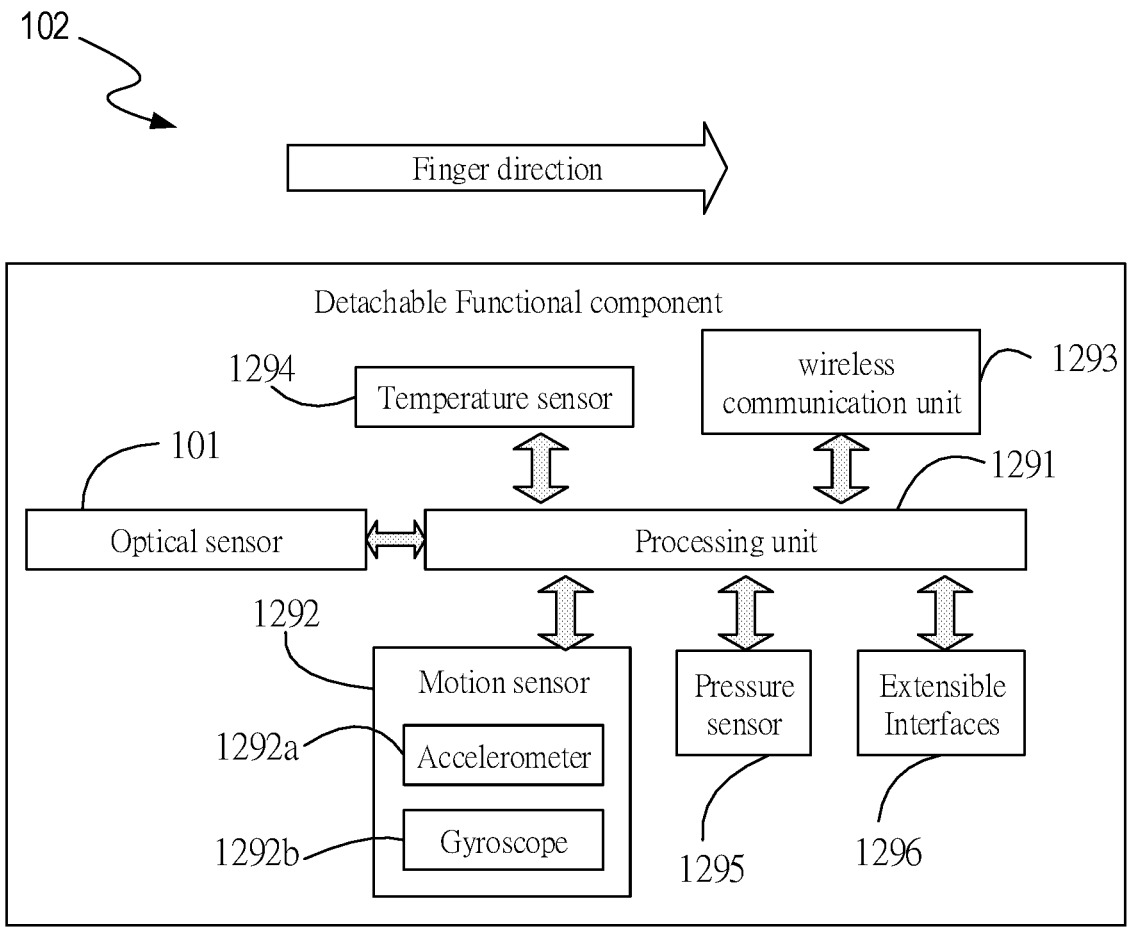 102
Finger direction
Detachable Functional component
1294
Temperature sensor
wireless
communication unit
1293
101
Optical sensor
1291
Processing unit
1292
Motion sensor
1292a
Accelerometer
1292b
Gyroscope
Pressure
sensor
1295
Extensible
Interfaces
1296